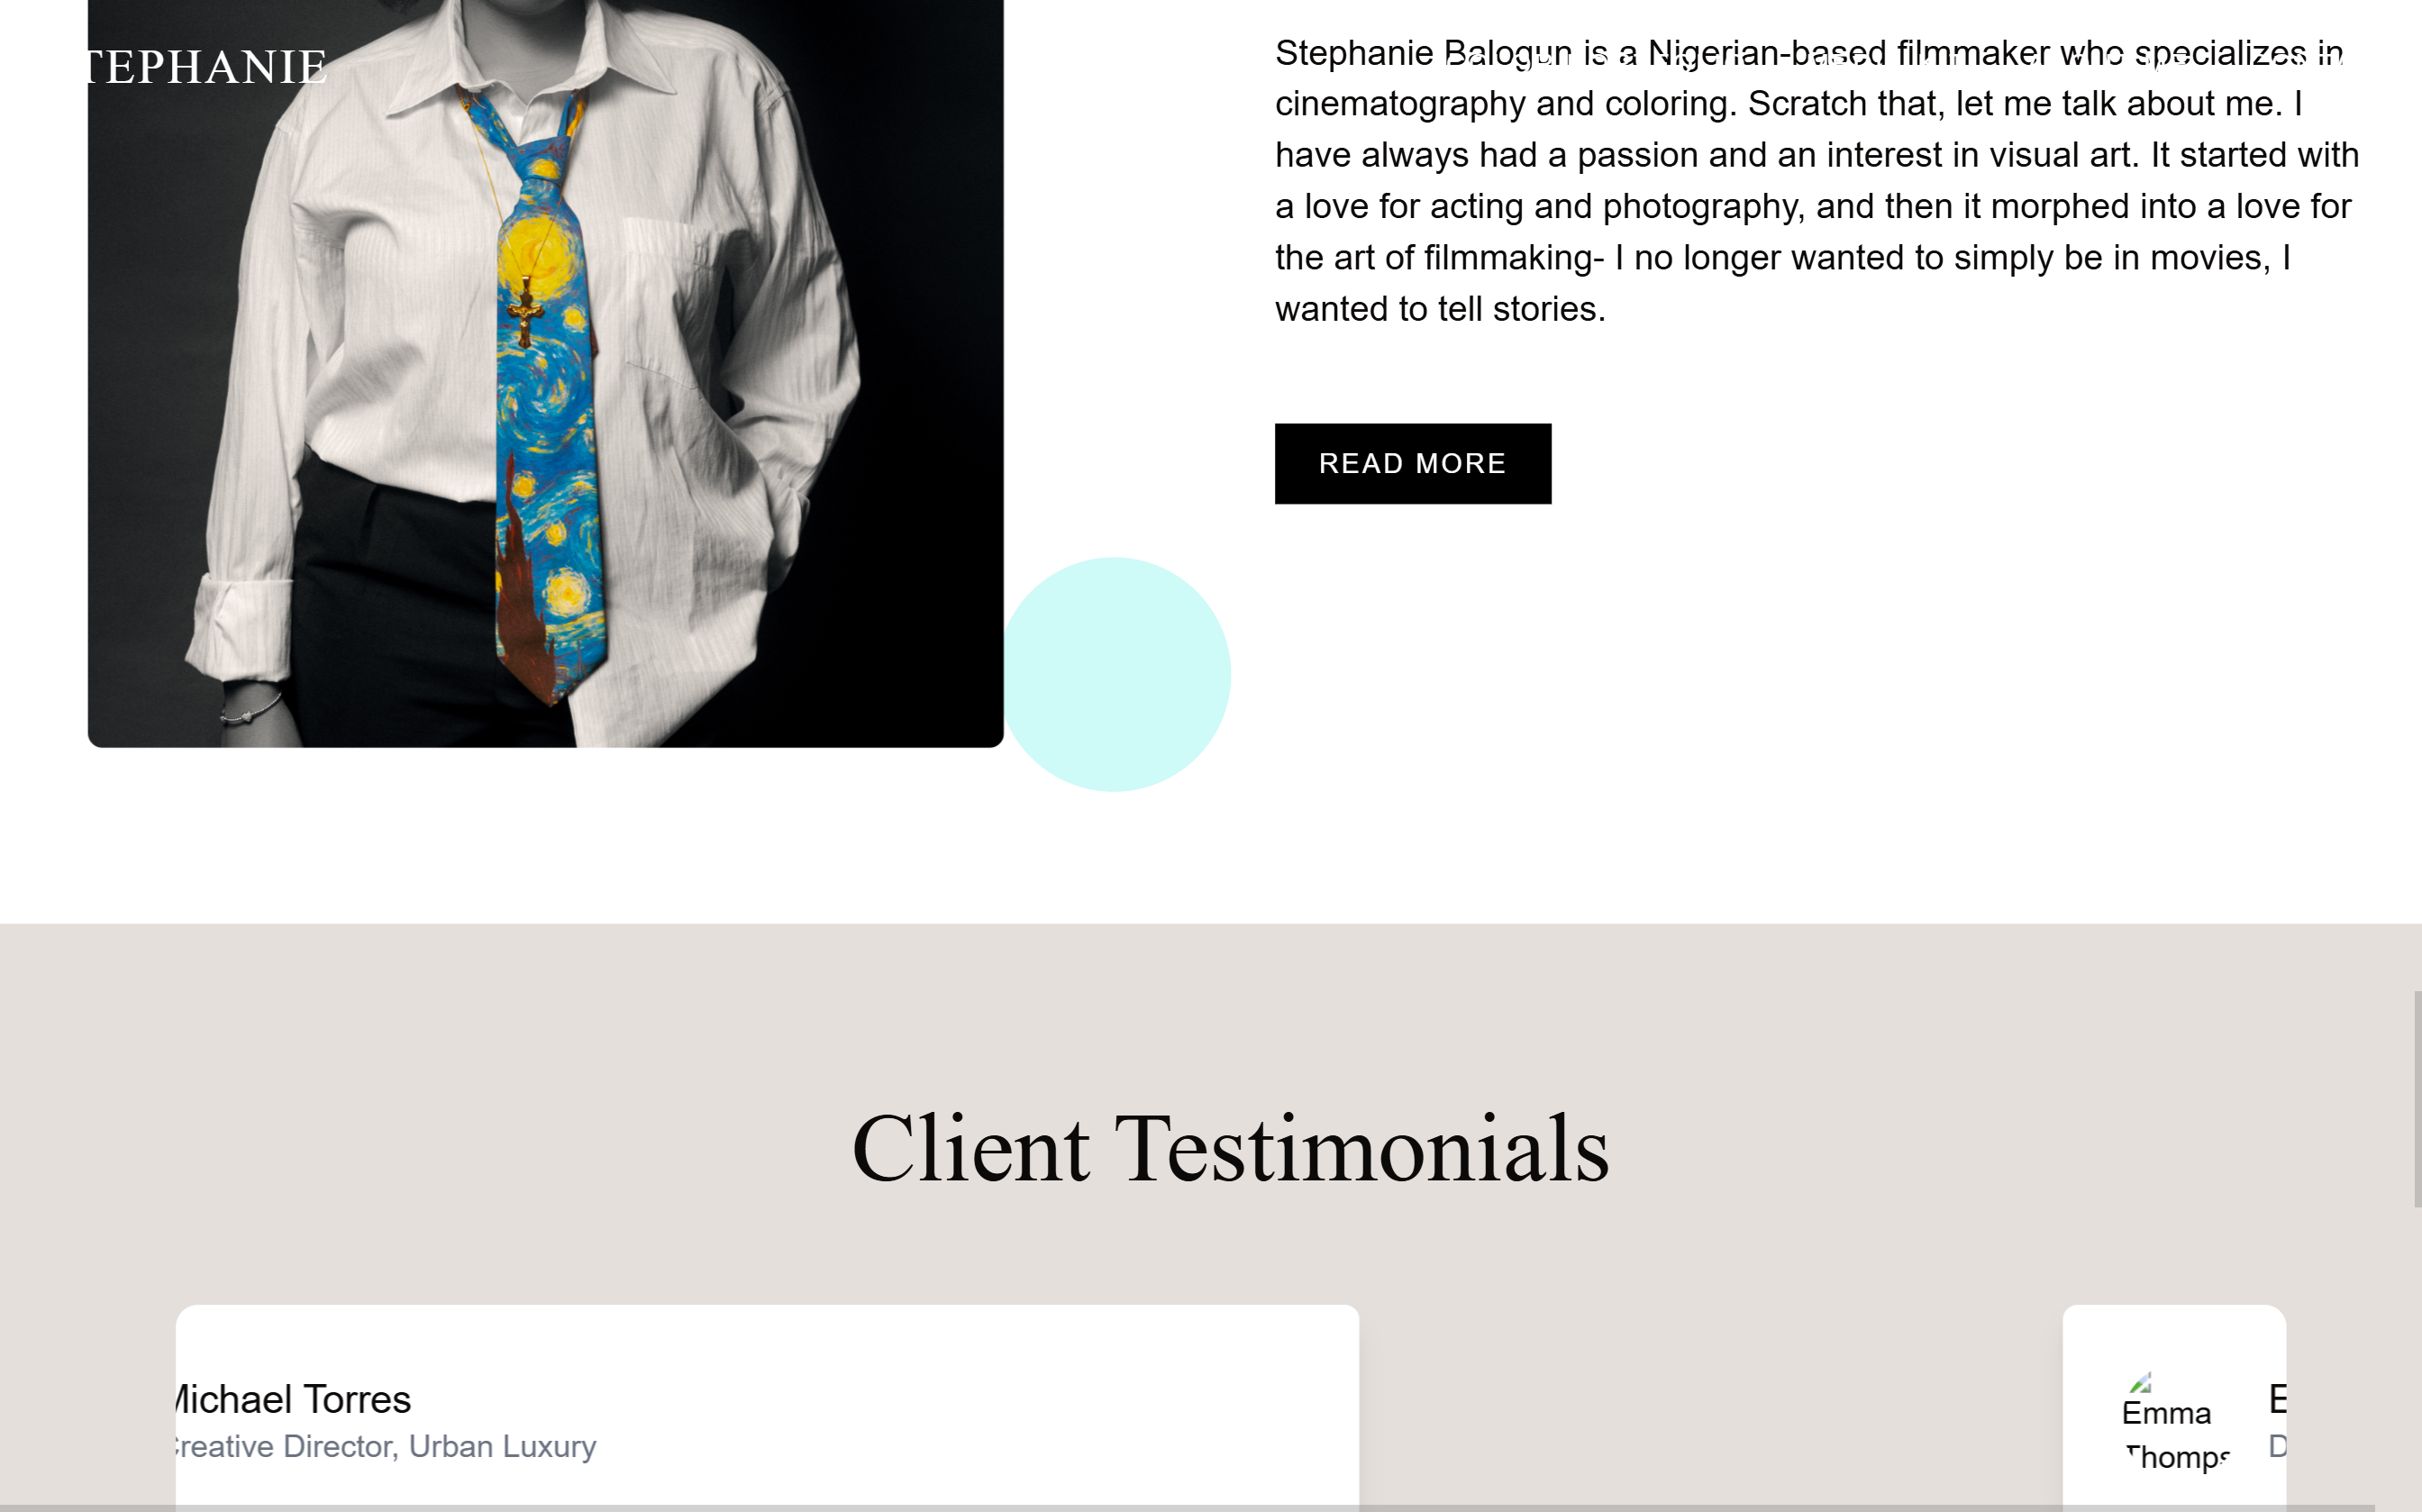 TEPHANIE
Stephanie Balogun is a Nigerian-based filmmaker who specializes in
cinematography and coloring. Scratch that, let me talk about me. I
have always had a passion and an interest in visual art. It started with
a love for acting and photography, and then it morphed into a love for
the art of filmmaking- I no longer wanted to simply be in movies, I
wanted to tell stories.
READ MORE
Client Testimonials
Michael Torres
Creative Director, Urban Luxury
Emma
Thomps
E
D